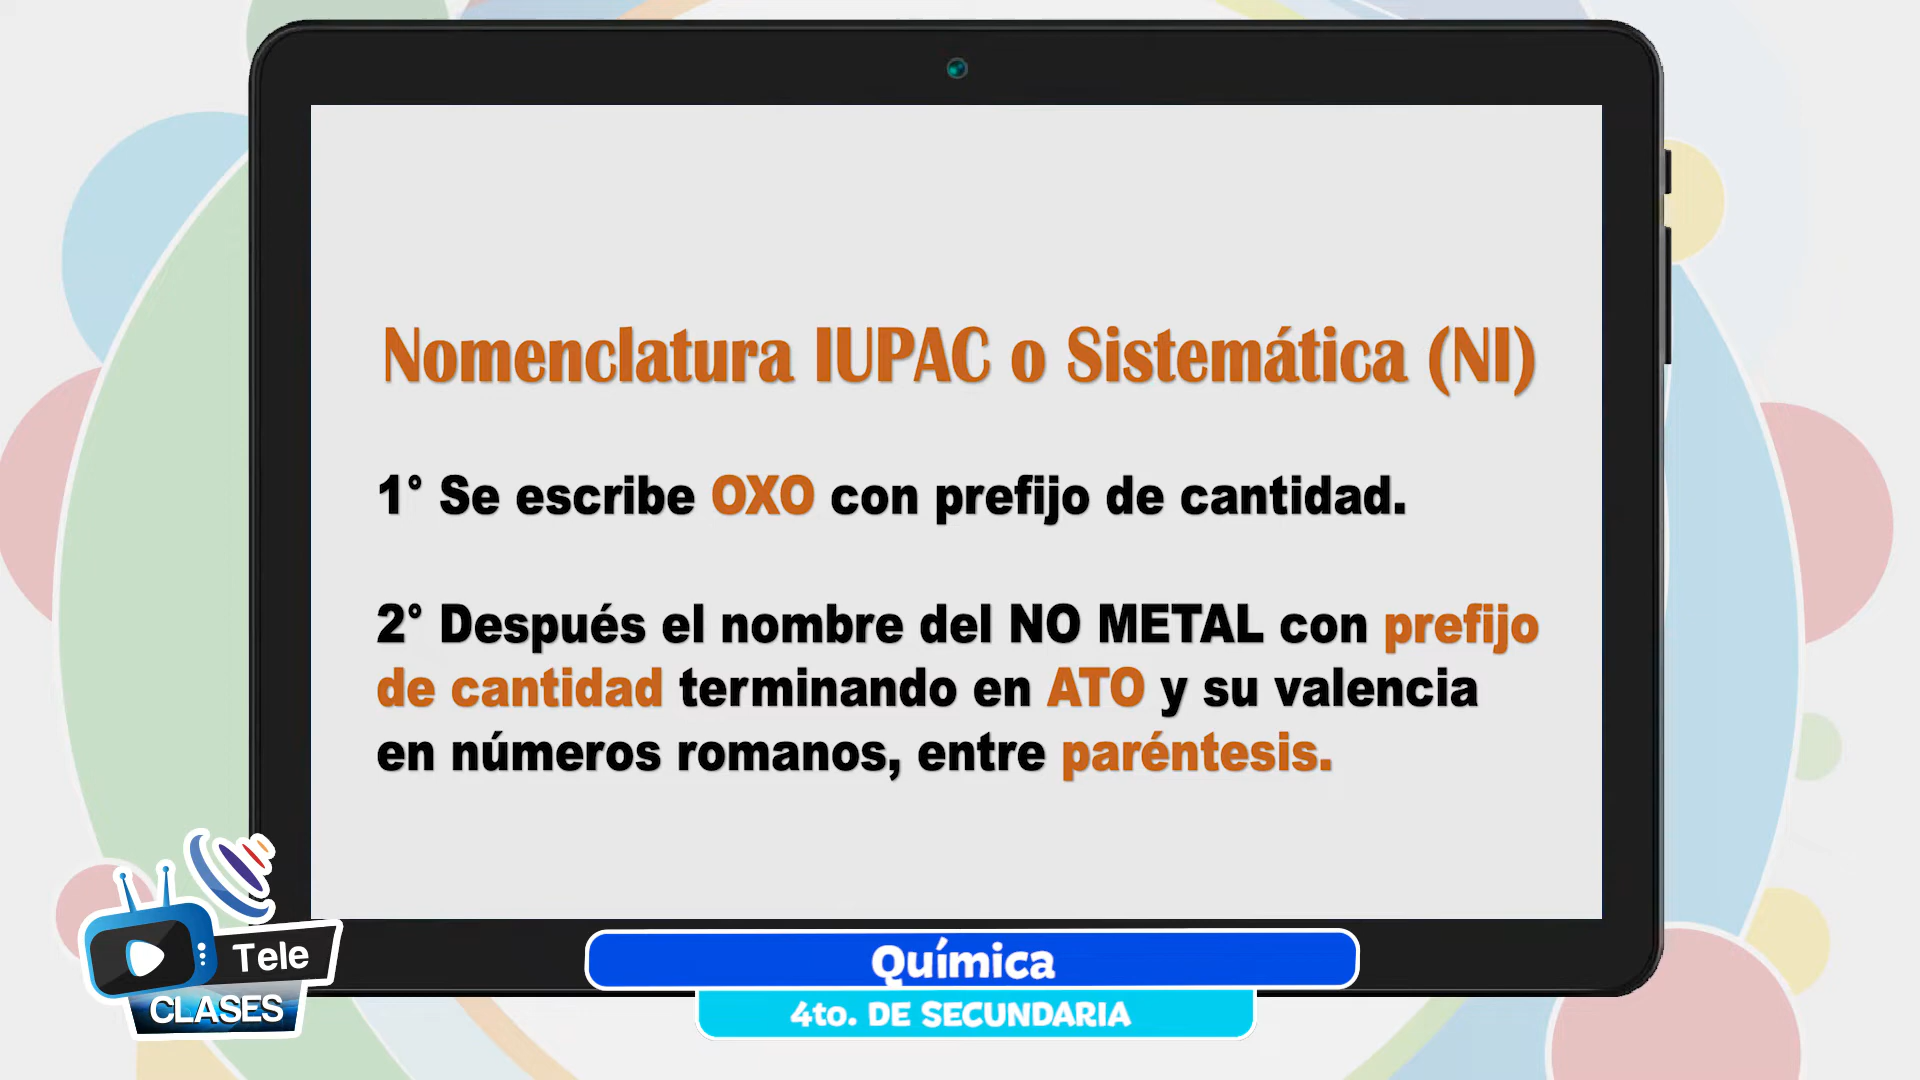 Nomenclatura IUPAC o Sistemática (NI)
1° Se escribe OXO con prefijo de cantidad.
2° Después el nombre del NO METAL con prefijo
de cantidad terminando en ATO y su valencia
en números romanos, entre paréntesis.
Tele
CLASES
Química
4to. DE SECUNDARIA